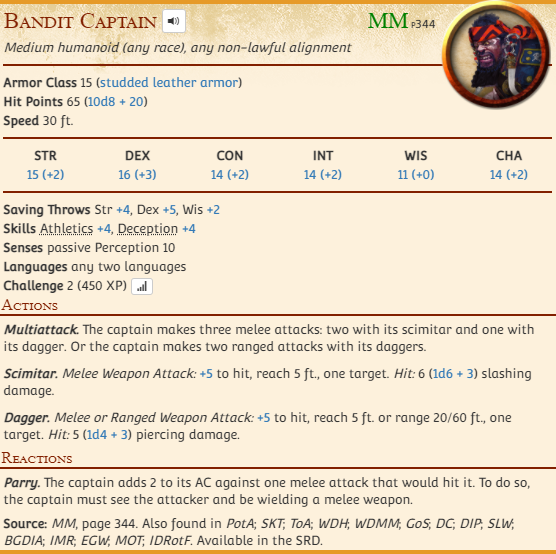 Bandit Captain MM p344
Medium humanoid (any race), any non-lawful alignment
Armor Class 15 (studded leather armor)
Hit Points 65 (10d8 + 20)
Speed 30 ft.
STR DEX CON INT WIS CHA
15 (+2) 16 (+3) 14 (+2) 14 (+2) 11 (+0) 14 (+2)
Saving Throws Str +4, Dex +5, Wis +2
Skills Athletics +4, Deception +4
Senses passive Perception 10
Languages any two languages
Challenge 2 (450 XP)
Actions
Multiattack. The captain makes three melee attacks: two with its scimitar and one with
its dagger. Or the captain makes two ranged attacks with its daggers.
Scimitar. Melee Weapon Attack: +5 to hit, reach 5 ft., one target. Hit: 6 (1d6 + 3) slashing
damage.
Dagger. Melee or Ranged Weapon Attack: +5 to hit, reach 5 ft. or range 20/60 ft., one
target. Hit: 5 (1d4 + 3) piercing damage.
Reactions
Parry. The captain adds 2 to its AC against one melee attack that would hit it. To do so,
the captain must see the attacker and be wielding a melee weapon.
Source: MM, page 344. Also found in PotA; SKT; ToA; WDH; WDMM; GoS; DC; DIP; SLW;
BGDIA; IMR; EGW; MOT; IDRotF. Available in the SRD.